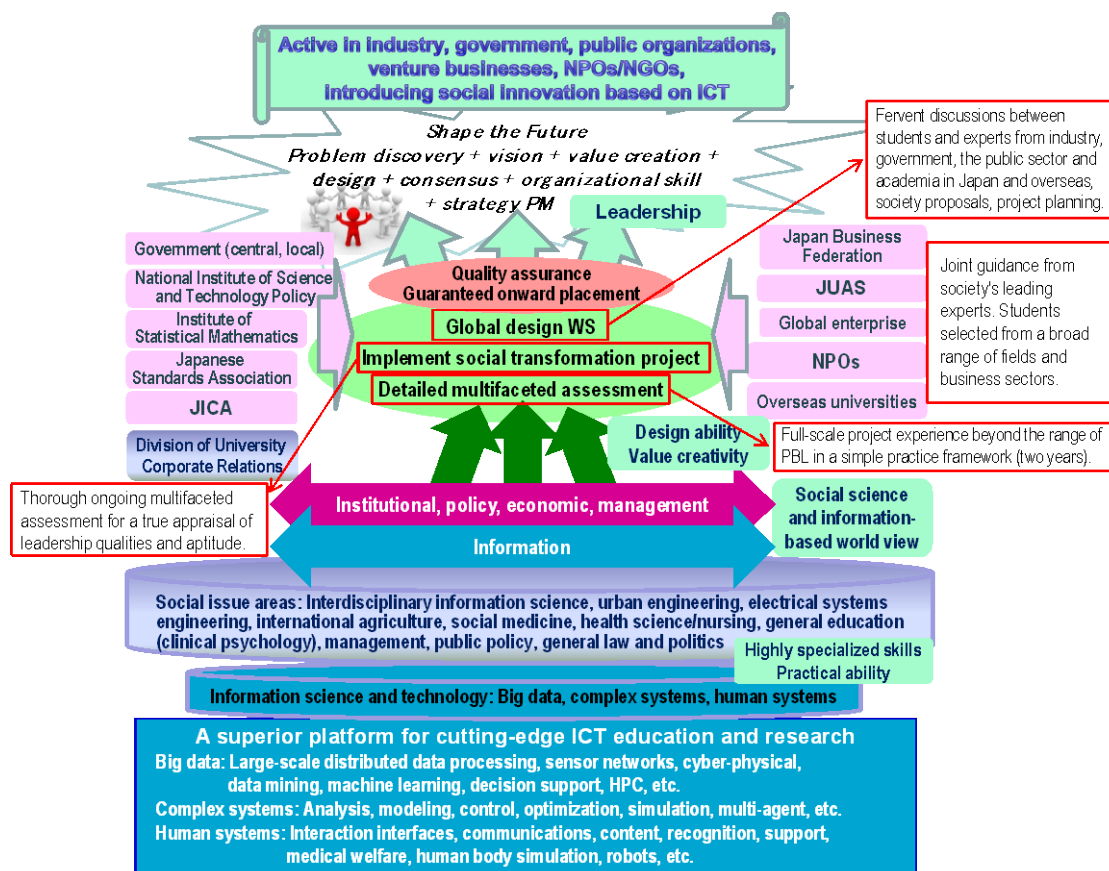 Active in industry, government, public organizations,
venture businesses, NPOs/NGOs,
introducing social innovation based on ICT
Shape the Future
Problem discovery + vision + value creation +
design + consensus + organizational skill
+ strategy PM
Leadership
Fervent discussions between
students and experts from industry,
government, the public sector and
academia in Japan and overseas,
society proposals, project planning.
Government (central, local)
National Institute of Science
and Technology Policy
Institute of
Statistical Mathematics
Japanese
Standards Association
JICA
Division of University
Corporate Relations
Quality assurance
Guaranteed onward placement
Global design WS
Implement social transformation project
Detailed multifaceted assessment
Japan Business
Federation
JUAS
Global enterprise
NPOs
Overseas universities
Joint guidance from
society's leading
experts. Students
selected from a broad
range of fields and
business sectors.
Design ability
Value creativity
Full-scale project experience beyond the range of
PBL in a simple practice framework (two years).
Thorough ongoing multifaceted
assessment for a true appraisal of
leadership qualities and aptitude.
Institutional, policy, economic, management
Information
Social science
and information-
based world view
Social issue areas: Interdisciplinary information science, urban engineering, electrical systems
engineering, international agriculture, social medicine, health science/nursing, general education
(clinical psychology), management, public policy, general law and politics
Highly specialized skills
Practical ability
Information science and technology: Big data, complex systems, human systems
A superior platform for cutting-edge ICT education and research
Big data: Large-scale distributed data processing, sensor networks, cyber-physical,
data mining, machine learning, decision support, HPC, etc.
Complex systems: Analysis, modeling, control, optimization, simulation, multi-agent, etc.
Human systems: Interaction interfaces, communications, content, recognition, support,
medical welfare, human body simulation, robots, etc.